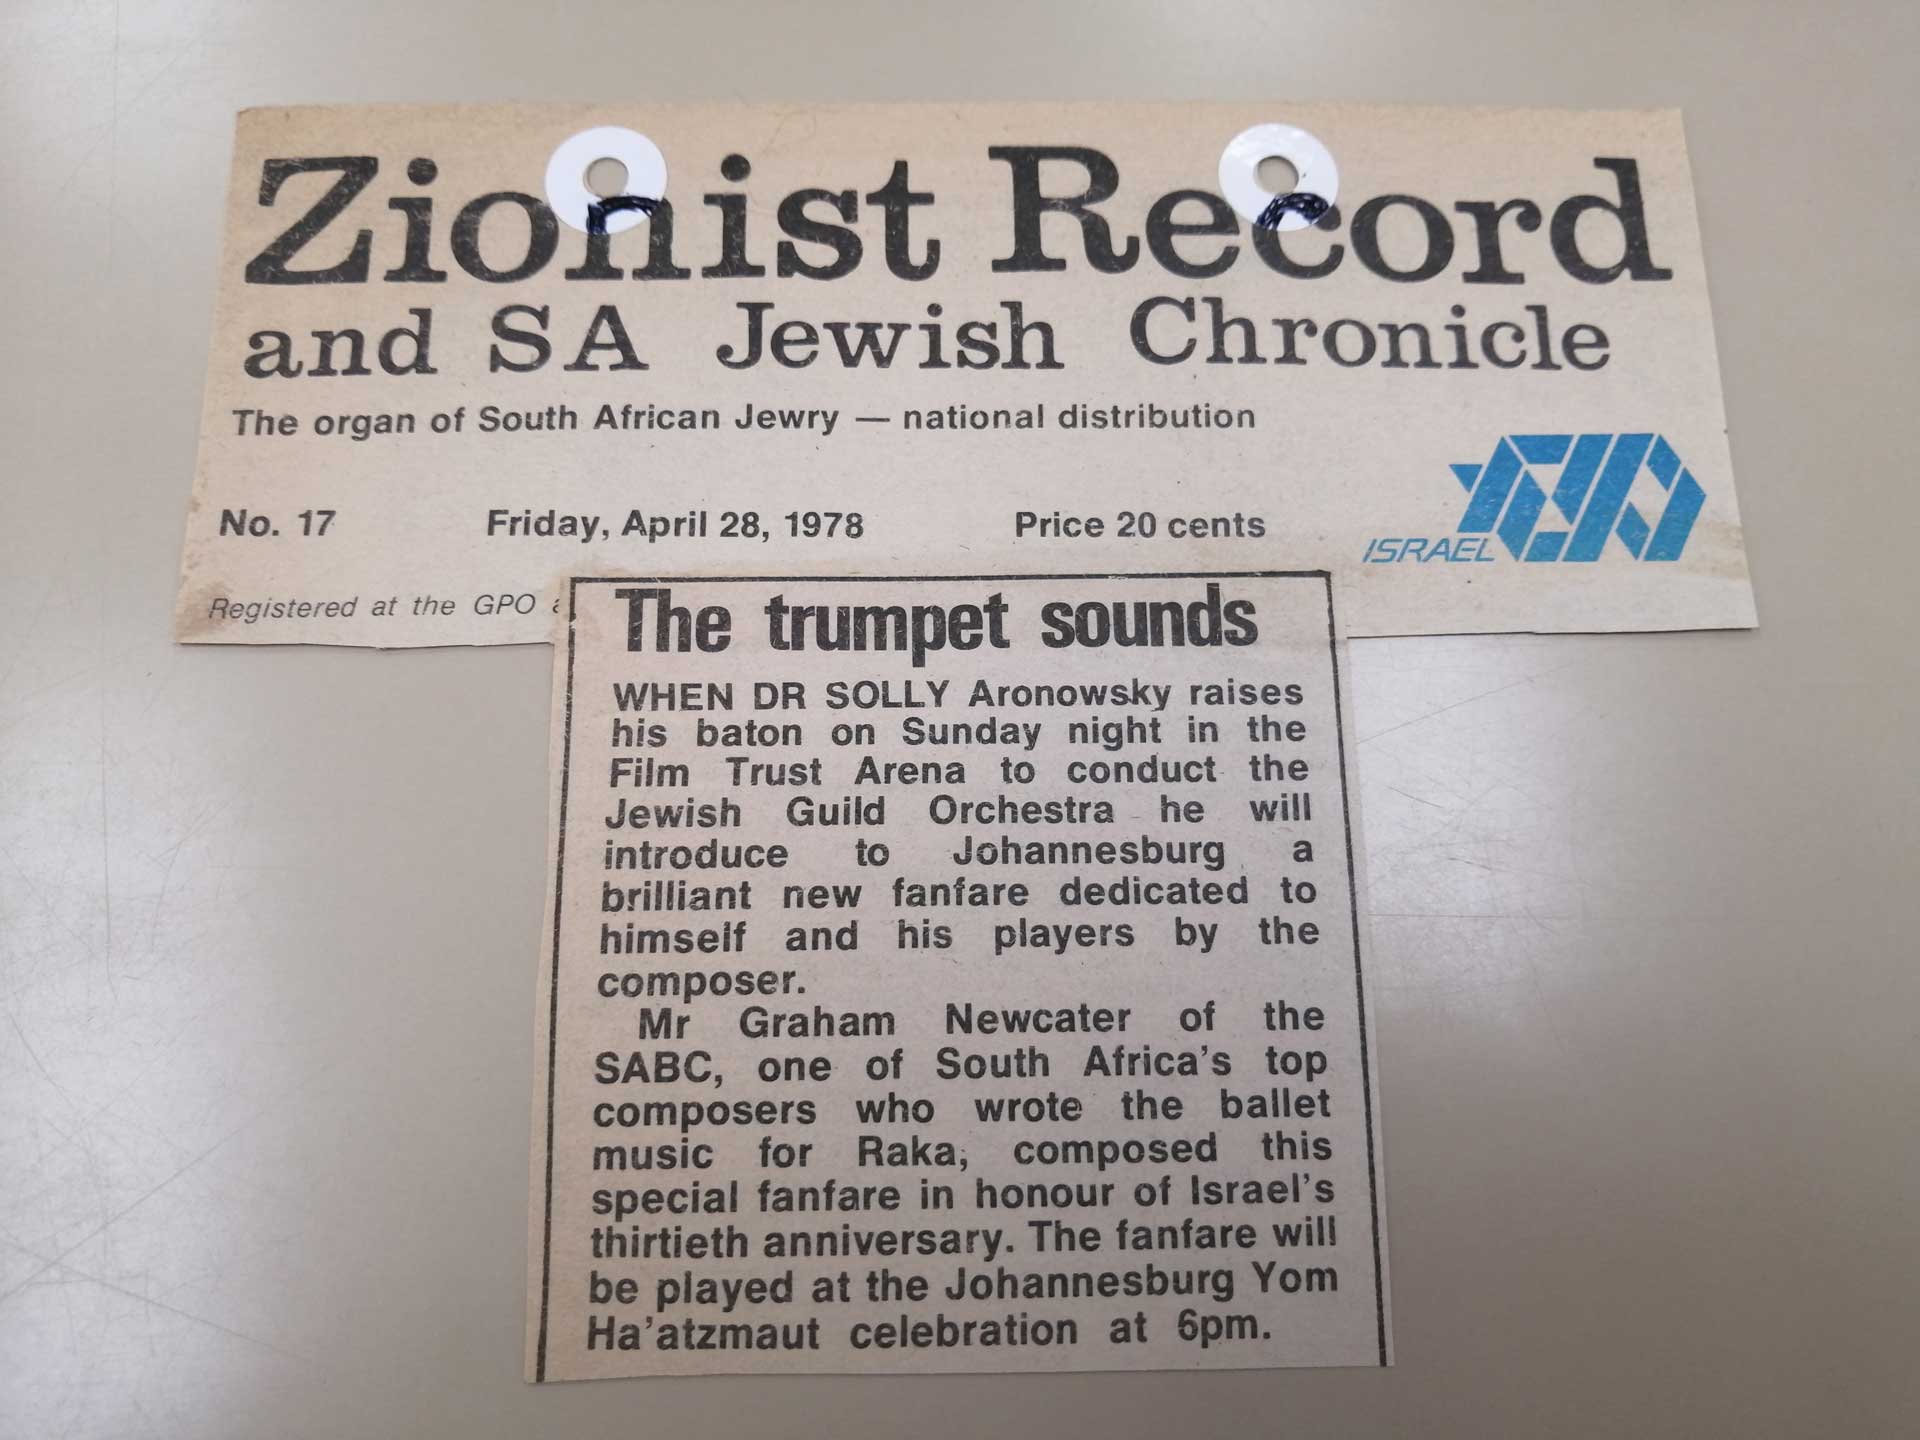 Zionist Record
and SA Jewish Chronicle
The organ of South African Jewry — national distribution
No. 17 Friday, April 28, 1978 Price 20 cents
ISRAEL
Registered at the GPO
The trumpet sounds
WHEN DR SOLLY Aronowsky raises
his baton on Sunday night in the
Film Trust Arena to conduct the
Jewish Guild Orchestra he will
introduce to Johannesburg a
brilliant new fanfare dedicated to
himself and his players by the
composer.
Mr Graham Newcater of the
SABC, one of South Africa's top
composers who wrote the ballet
music for Raka, composed this
special fanfare in honour of Israel's
thirtieth anniversary. The fanfare will
be played at the Johannesburg Yom
Ha'atzmaut celebration at 6pm.